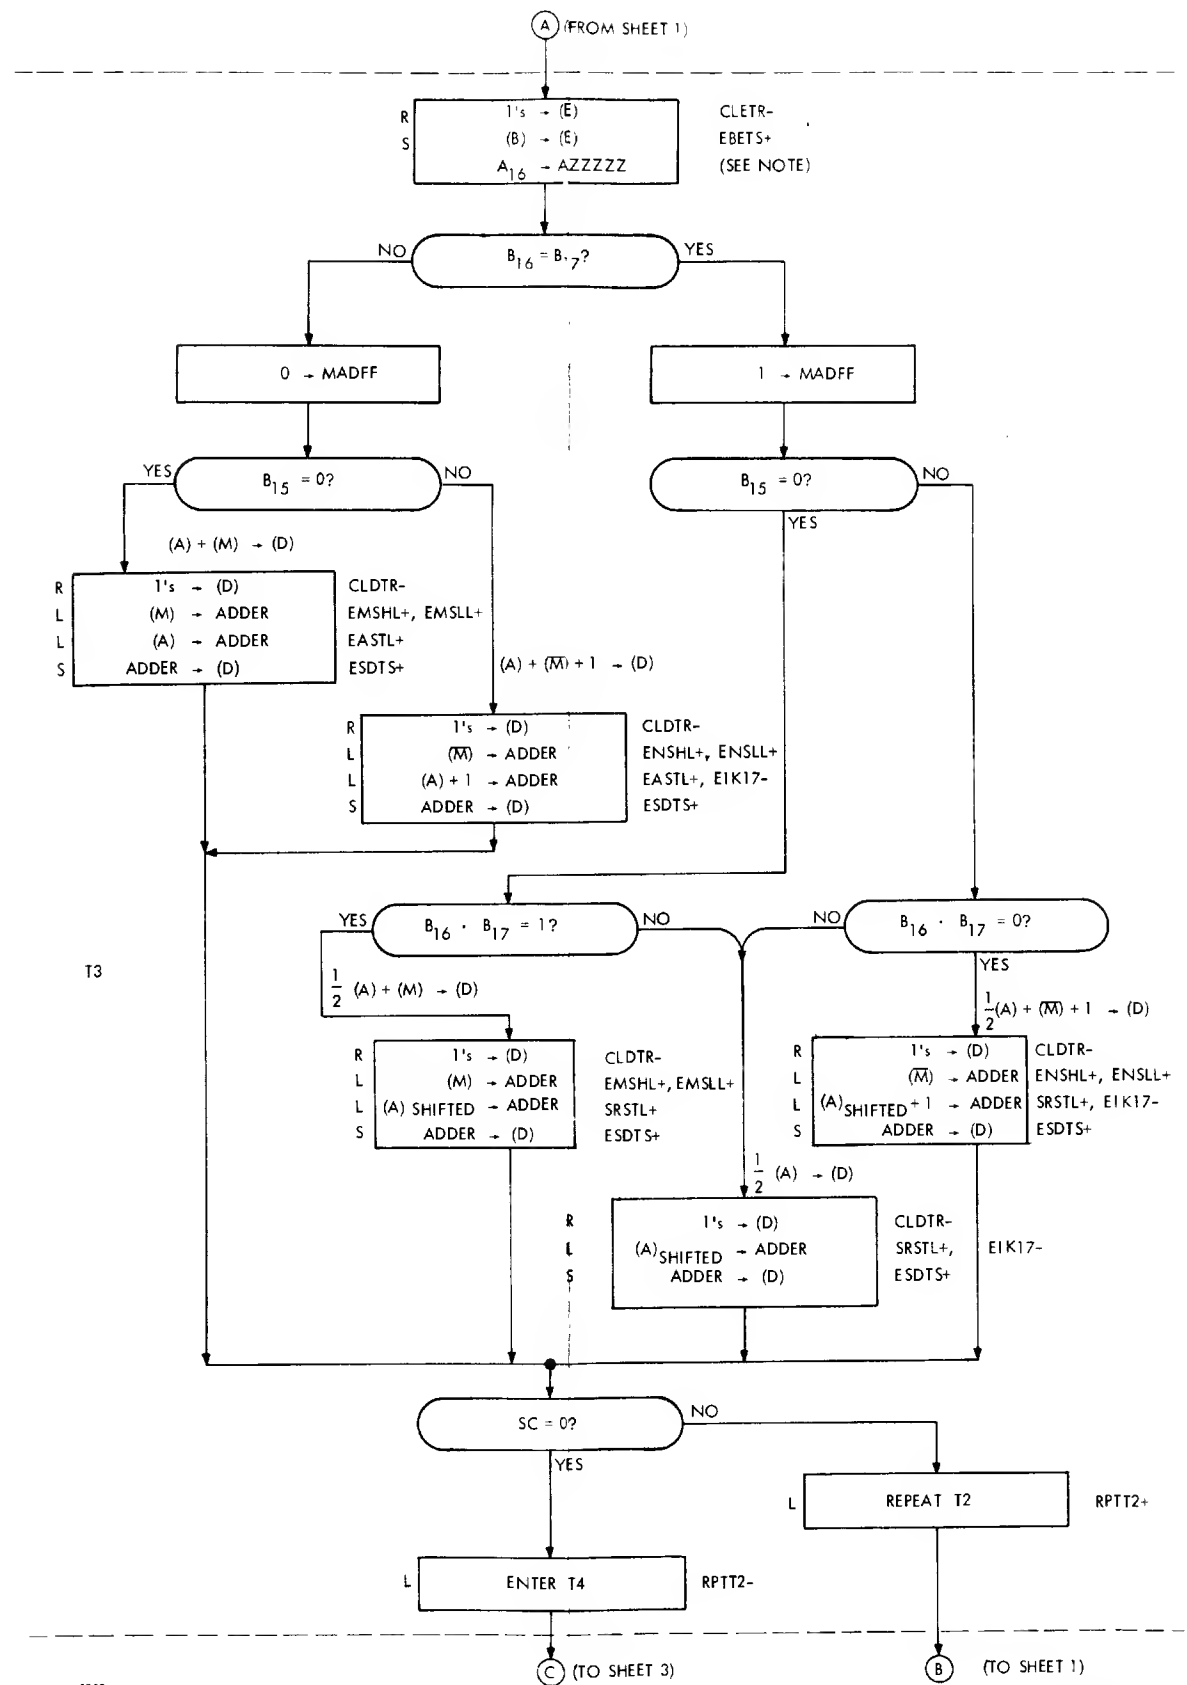 A (FROM SHEET 1)
R 1's → (E) CLETR-
S (B) → (E) EBETS+
A16 → AZZZZZ (SEE NOTE)
NO B16 = B17? YES
0 → MADFF
1 → MADFF
YES B15 = 0? NO
B15 = 0? NO
YES
(A) + (M) → (D)
R 1's → (D) CLDTR-
L (M) → ADDER EMSHL+, EMSLL+
L (A) → ADDER EASTL+
S ADDER → (D) ESDTS+
(A) + (M̅) + 1 → (D)
R 1's → (D) CLDTR-
L (M̅) → ADDER ENSHL+, ENSLL+
L (A) + 1 → ADDER EASTL+, EIK17-
S ADDER → (D) ESDTS+
YES B16 · B17 = 1? NO
NO B16 · B17 = 0?
YES
T3
1/2 (A) + (M) → (D)
1/2 (A) + (M̅) + 1 → (D)
R 1's → (D) CLDTR-
L (M) → ADDER EMSHL+, EMSLL+
L (A) SHIFTED → ADDER SRSTL+
S ADDER → (D) ESDTS+
R 1's → (D) CLDTR-
L (M̅) → ADDER ENSHL+, ENSLL+
L (A)SHIFTED + 1 → ADDER SRSTL+, EIK17-
S ADDER → (D) ESDTS+
1/2 (A) → (D)
R 1's → (D) CLDTR-
L (A)SHIFTED → ADDER SRSTL+, EIK17-
S ADDER → (D) ESDTS+
SC = 0? NO
YES
L REPEAT T2 RPTT2+
L ENTER T4 RPTT2-
C (TO SHEET 3)
B (TO SHEET 1)